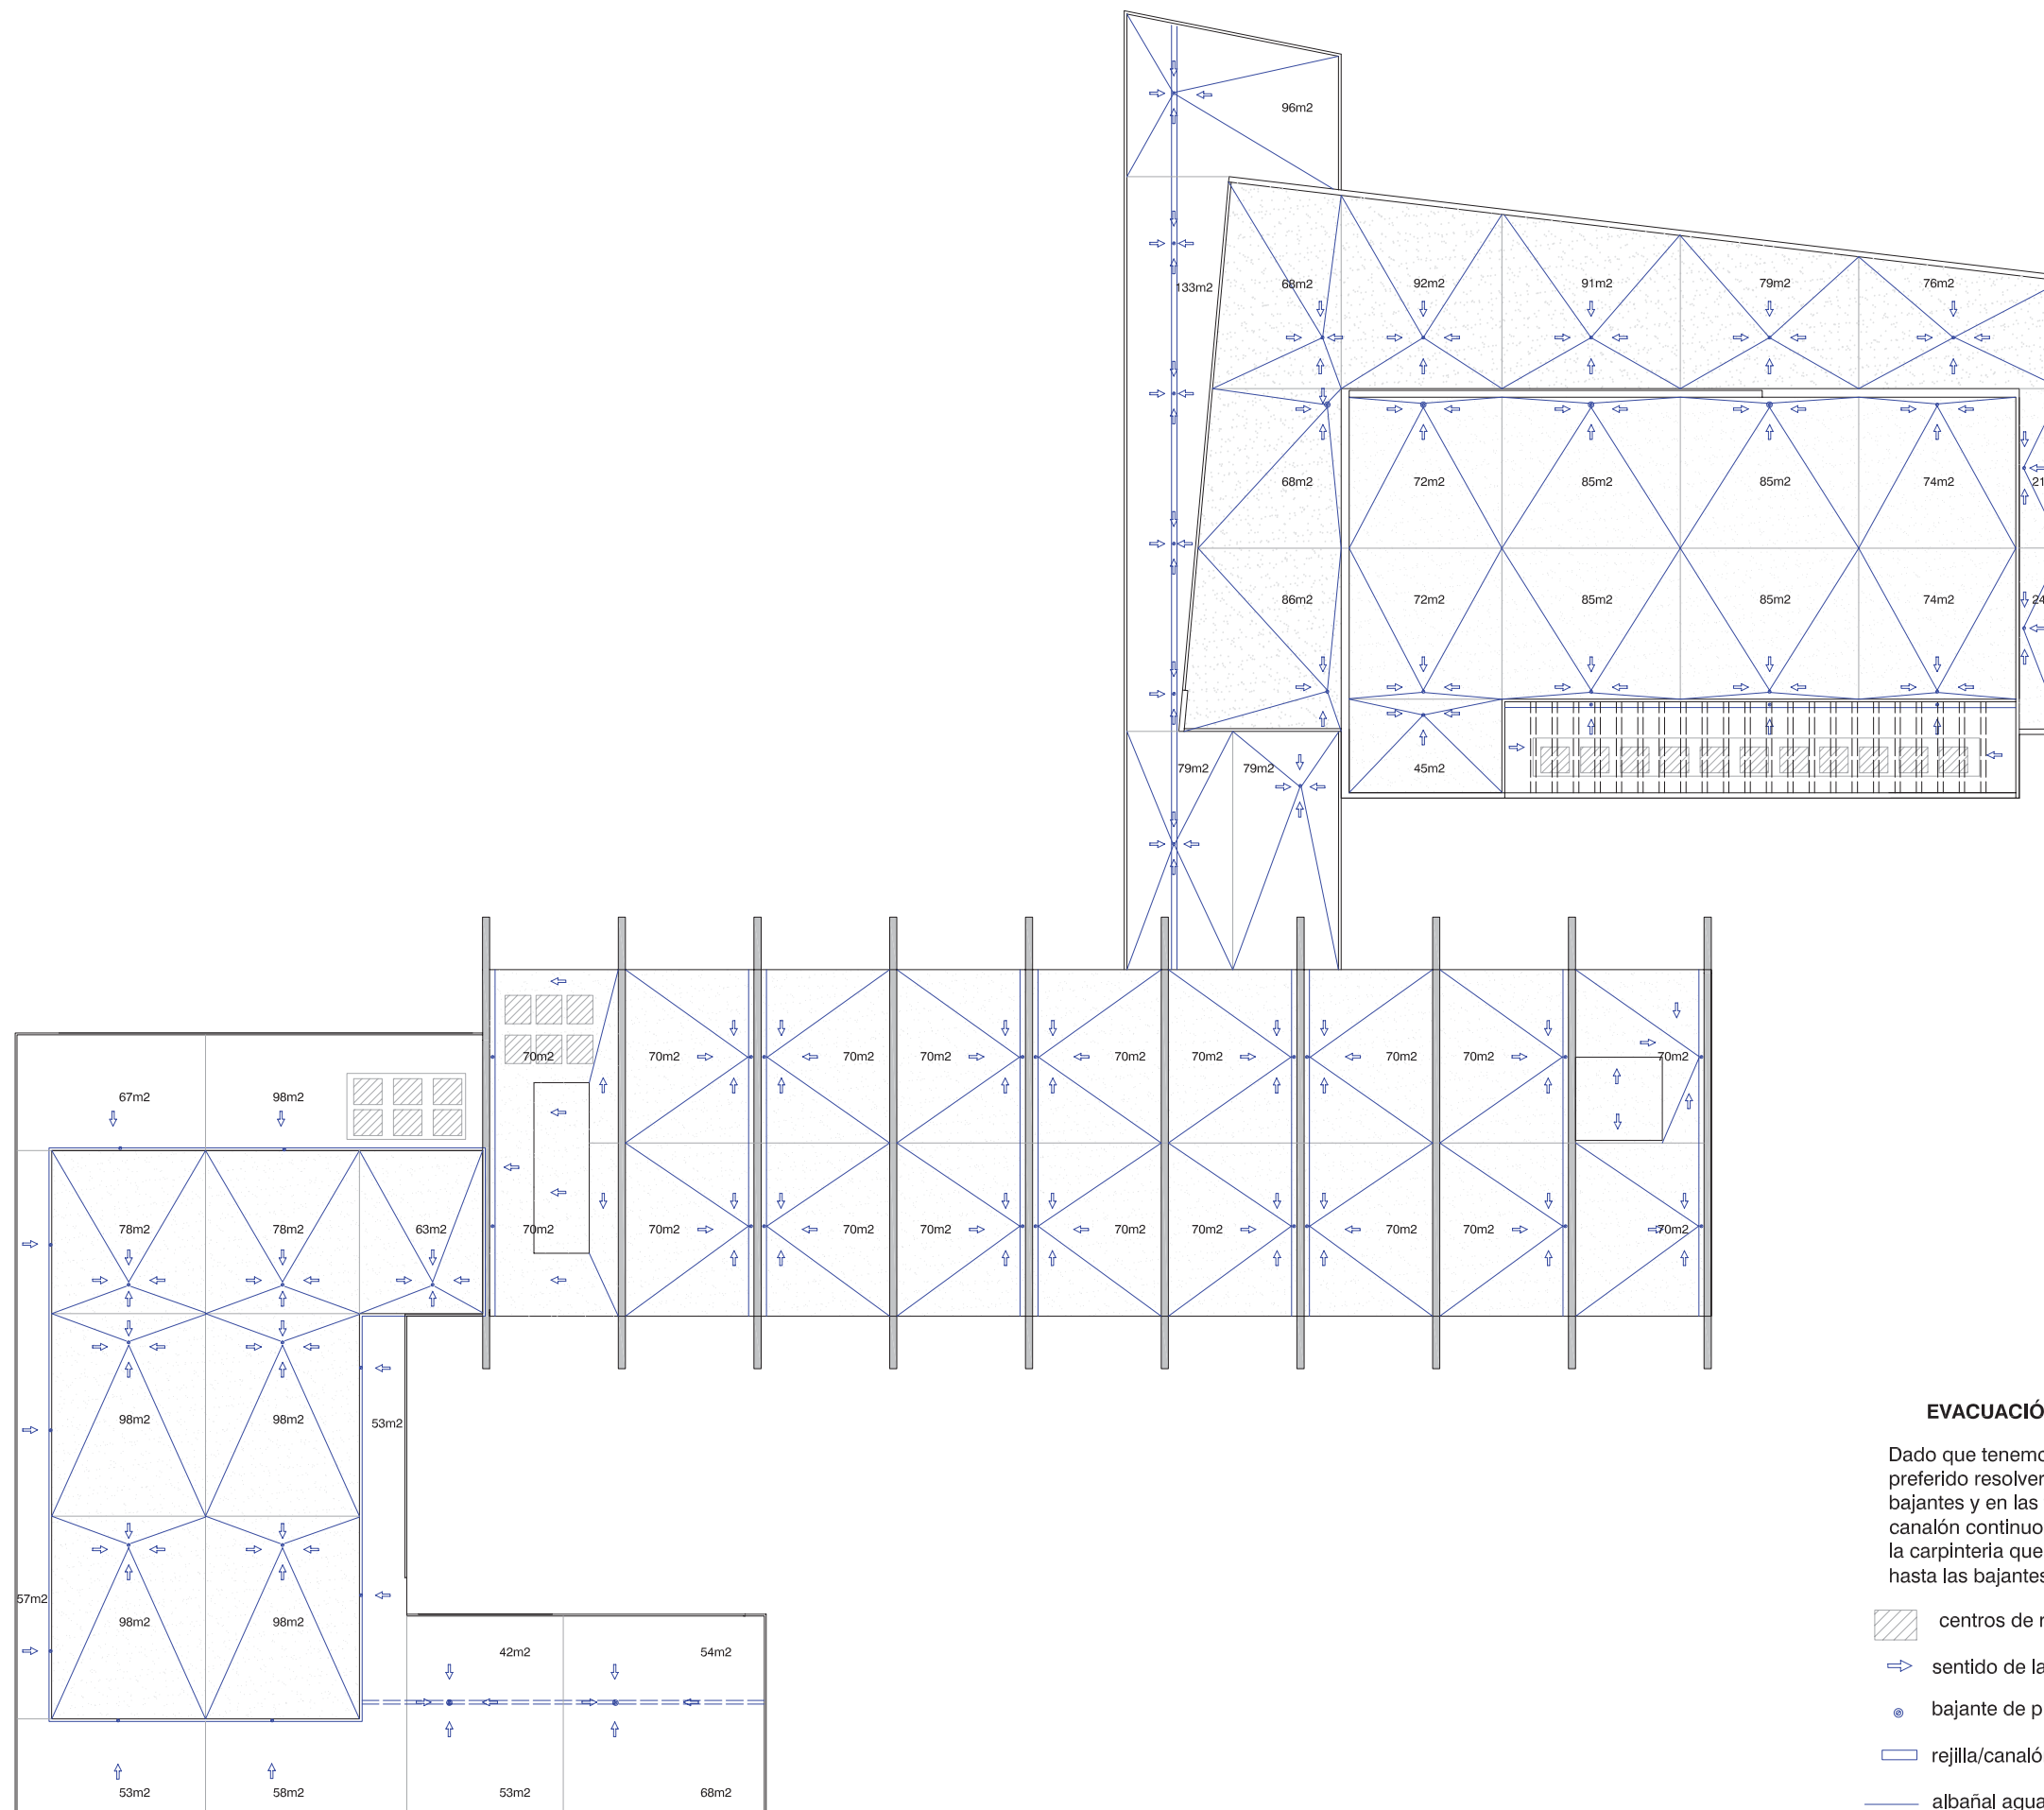 96m2
133m2
68m2
92m2
91m2
79m2
76m2
68m2
72m2
85m2
85m2
74m2
21
86m2
72m2
85m2
85m2
74m2
24
79m2
79m2
45m2
70m2
70m2
70m2
70m2
70m2
70m2
70m2
70m2
70m2
67m2
98m2
78m2
78m2
63m2
70m2
70m2
70m2
70m2
70m2
70m2
70m2
70m2
70m2
98m2
98m2
53m2
57m2
98m2
98m2
42m2
54m2
53m2
58m2
53m2
68m2
EVACUACIÓ
Dado que tenemo
preferido resolver
bajantes y en las
canalón continuo
la carpinteria que
hasta las bajantes
centros de
sentido de la
bajante de p
rejilla/canaló
albañal agua